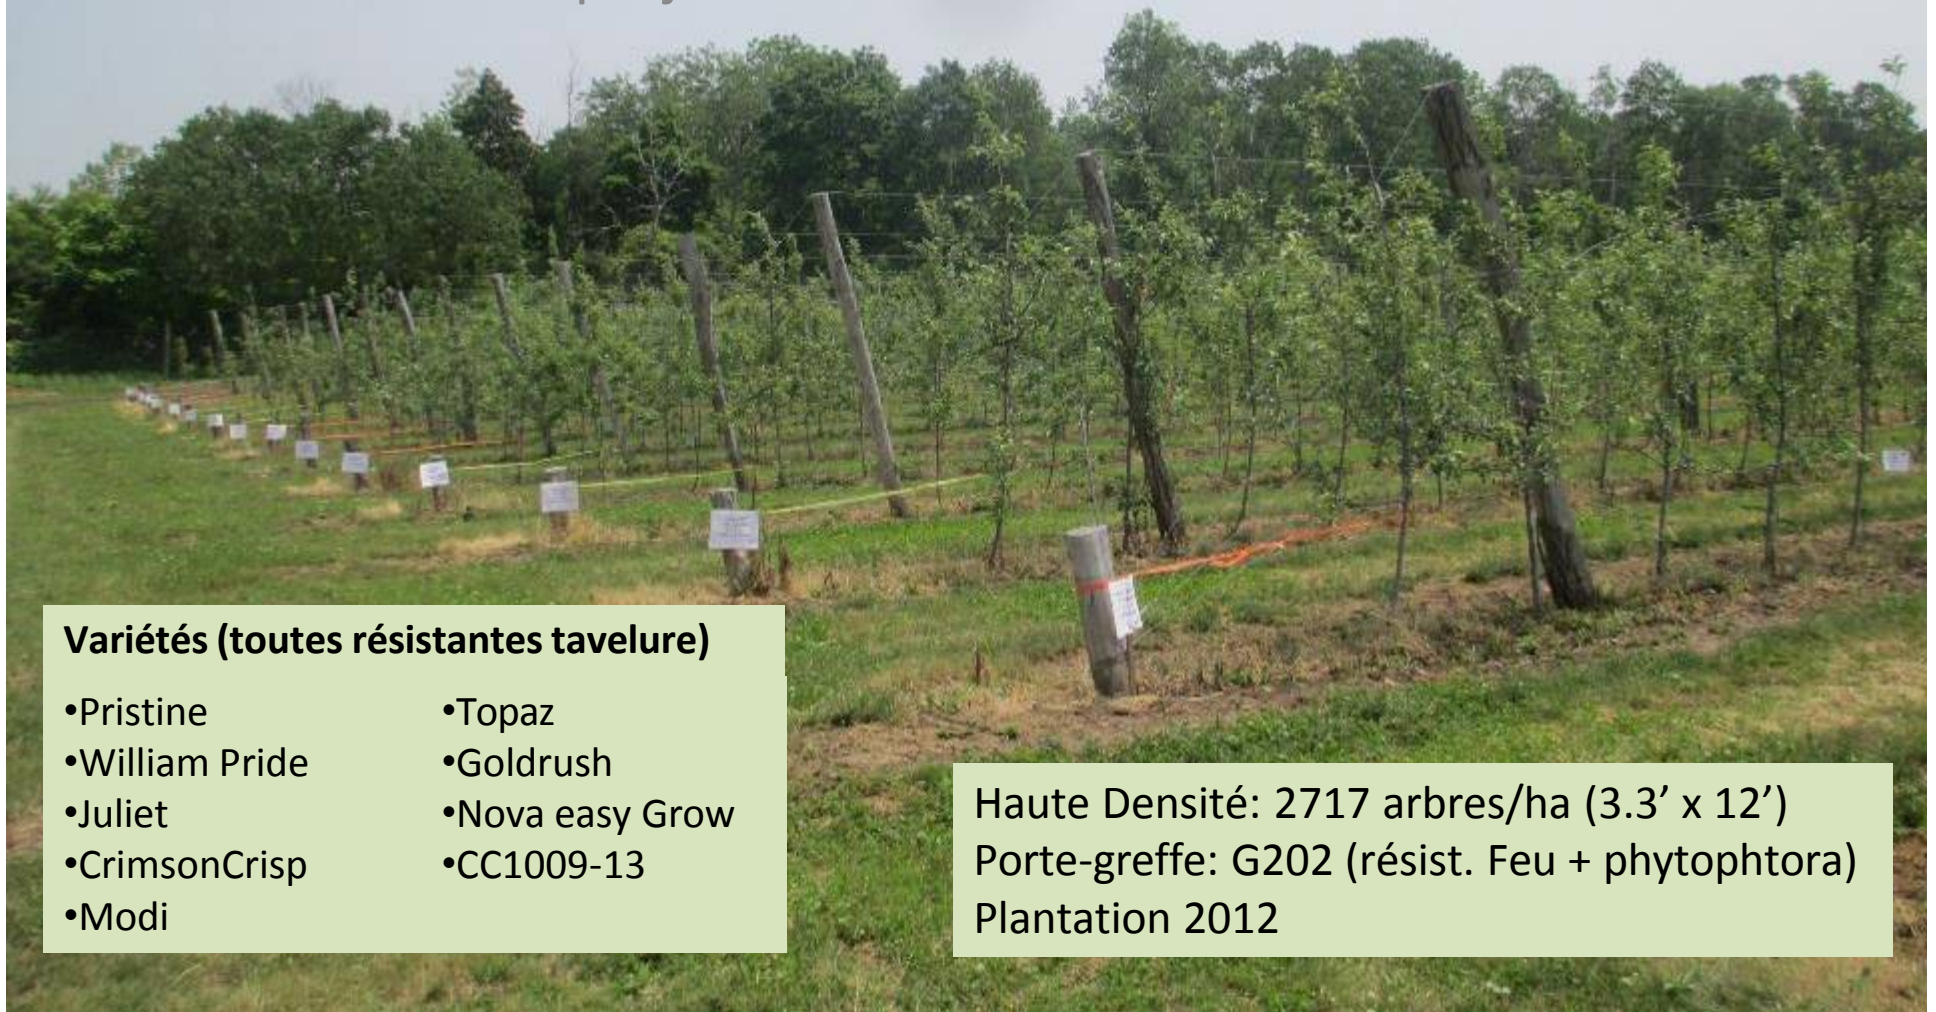 Variétés (toutes résistantes tavelure)
•Pristine
•William Pride
•Juliet
•CrimsonCrisp
•Modi
•Topaz
•Goldrush
•Nova easy Grow
•CC1009-13
Haute Densité: 2717 arbres/ha (3.3’ x 12’)
Porte-greffe: G202 (résist. Feu + phytophtora)
Plantation 2012